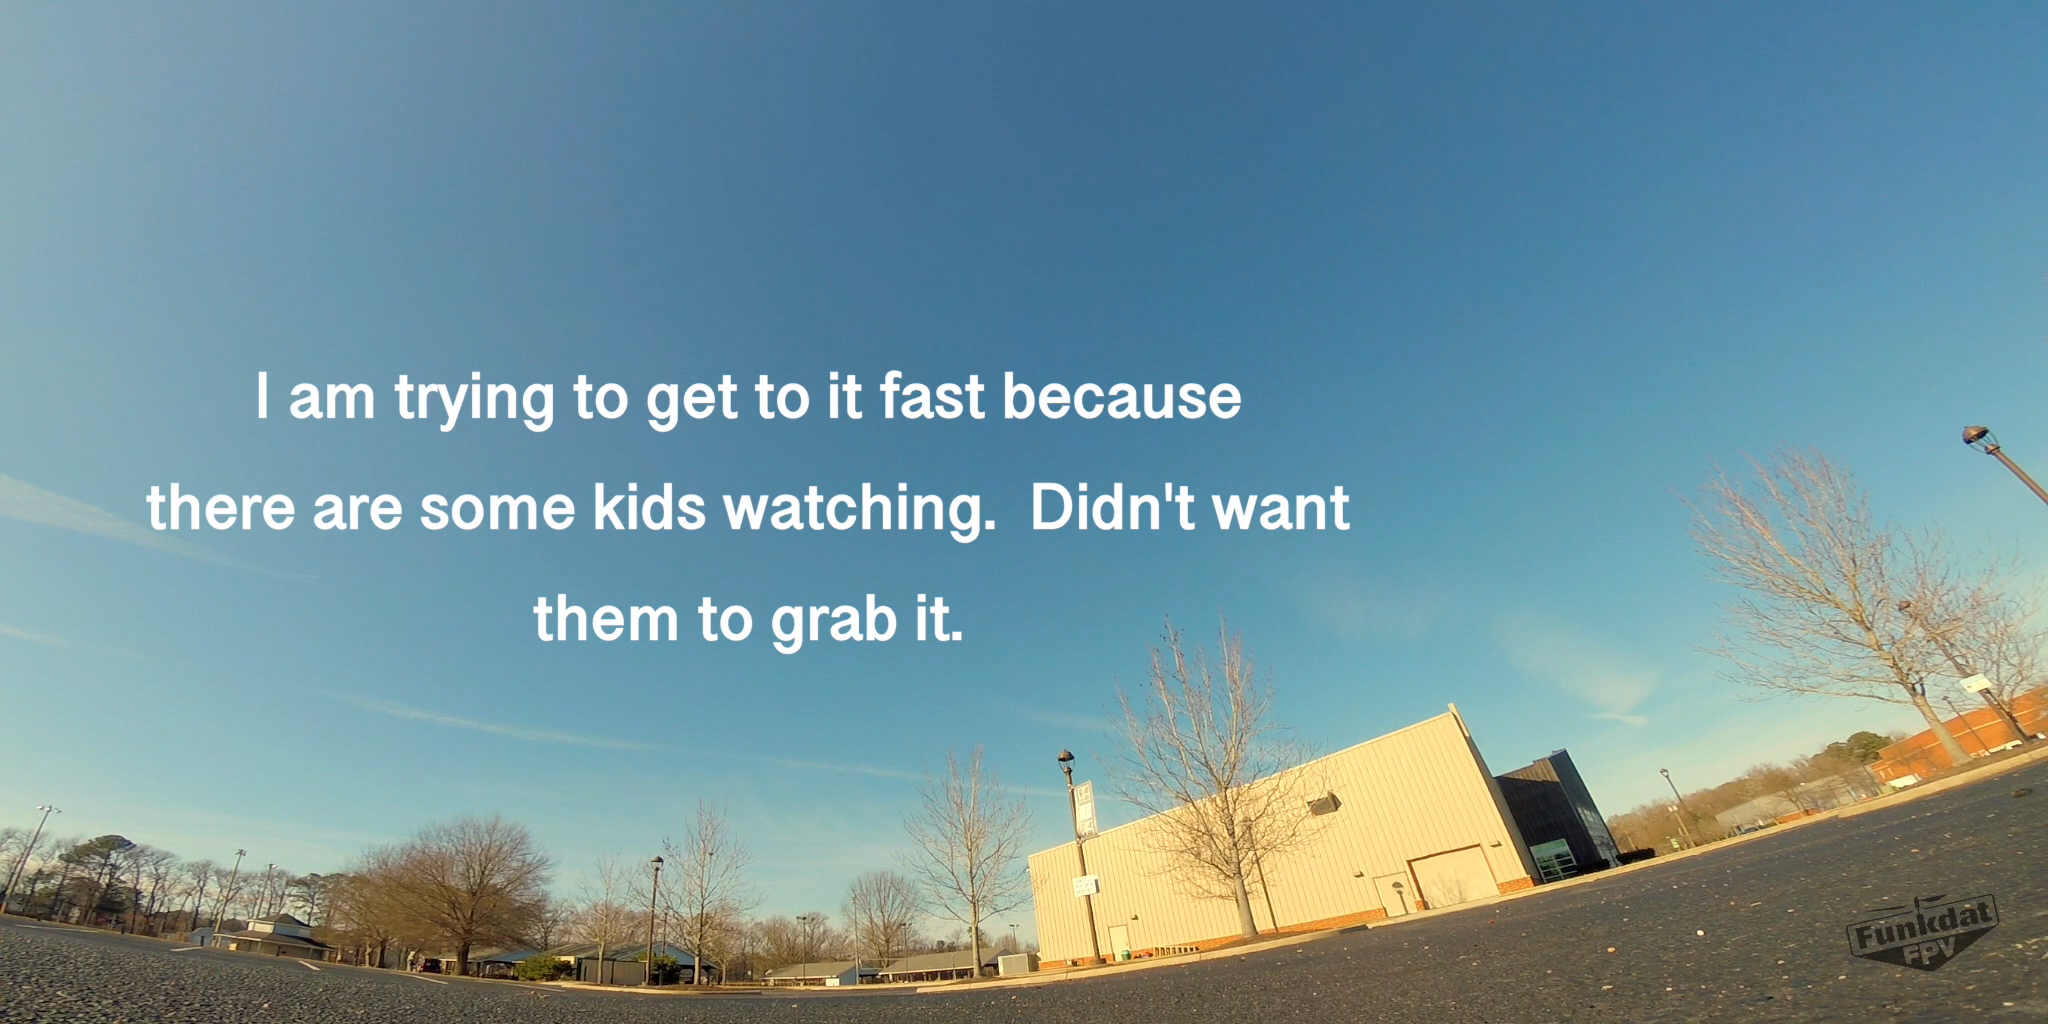 I am trying to get to it fast because
there are some kids watching.  Didn't want
them to grab it.
Funkdat
FPV